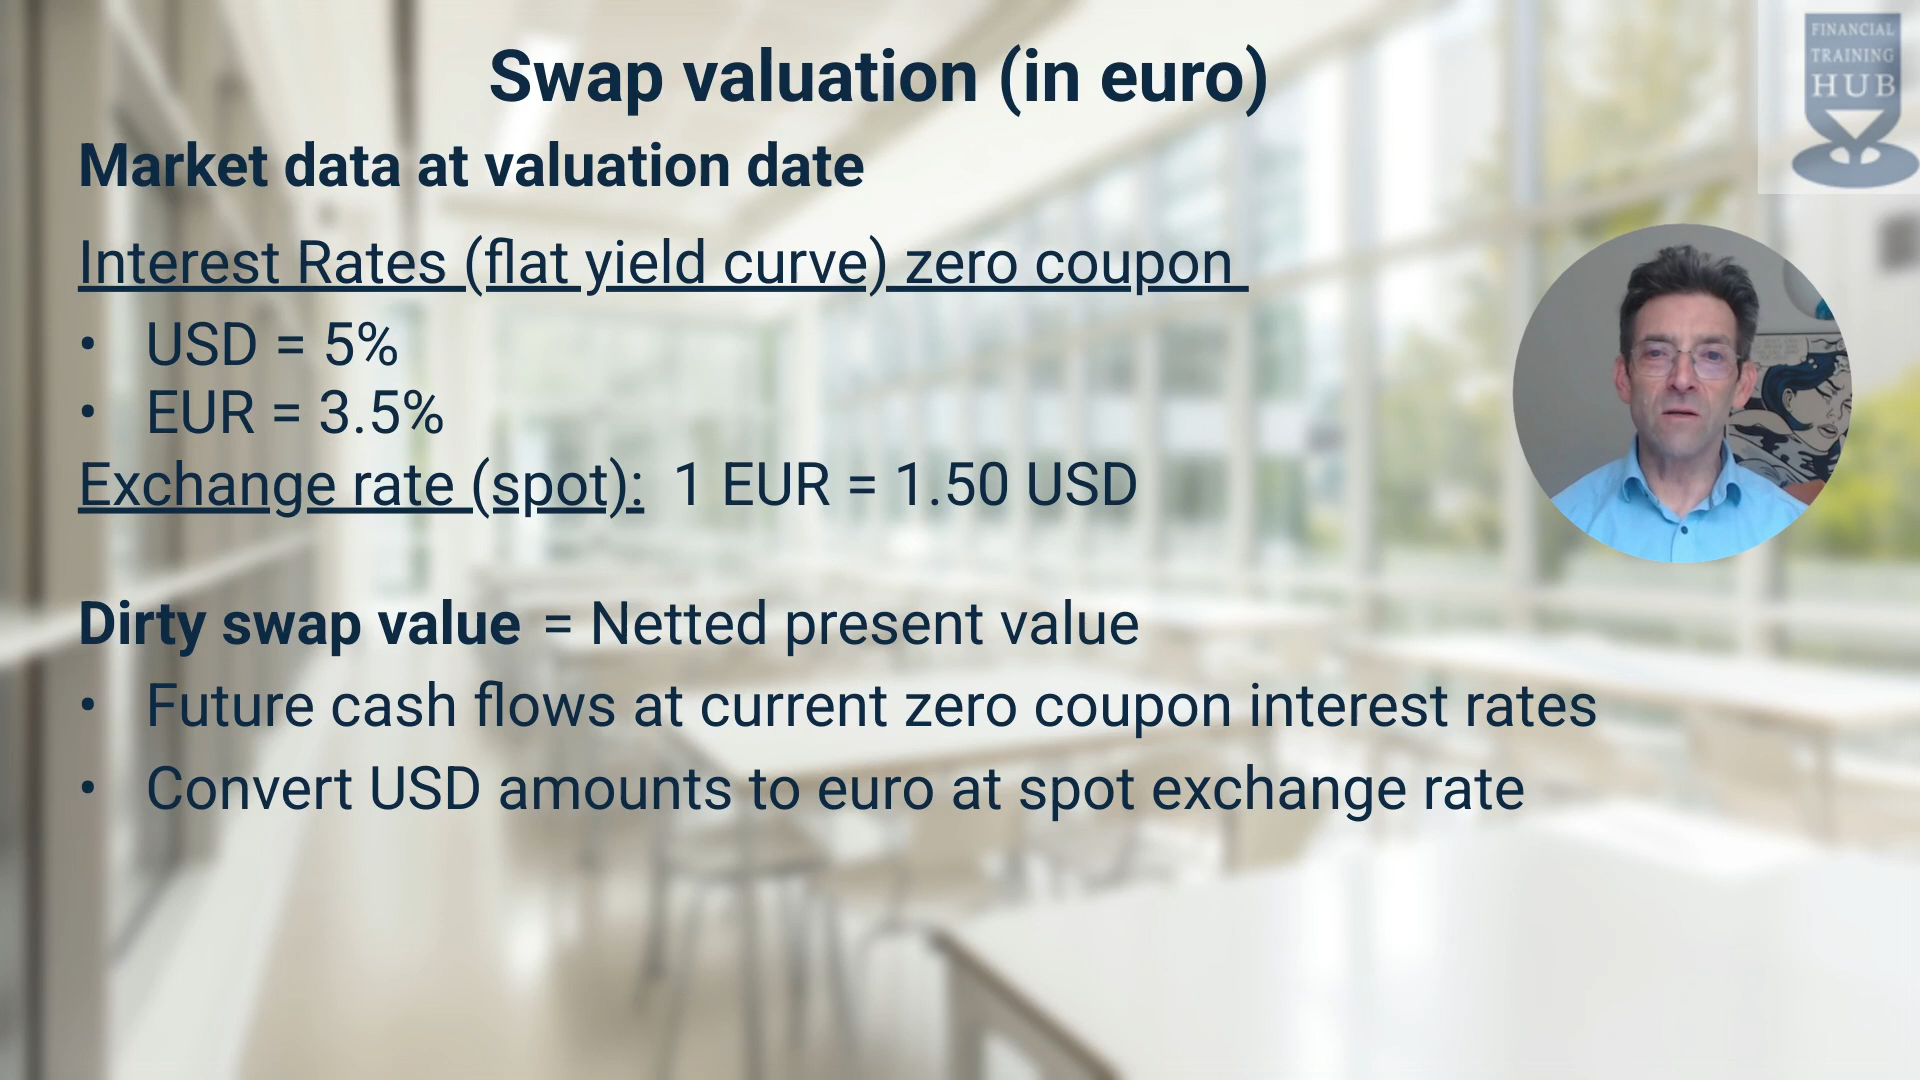 Swap valuation (in euro)
FINANCIAL
TRAINING
HUB
Market data at valuation date
Interest Rates (flat yield curve) zero coupon
• USD = 5%
• EUR = 3.5%
Exchange rate (spot): 1 EUR = 1.50 USD
Dirty swap value = Netted present value
• Future cash flows at current zero coupon interest rates
• Convert USD amounts to euro at spot exchange rate